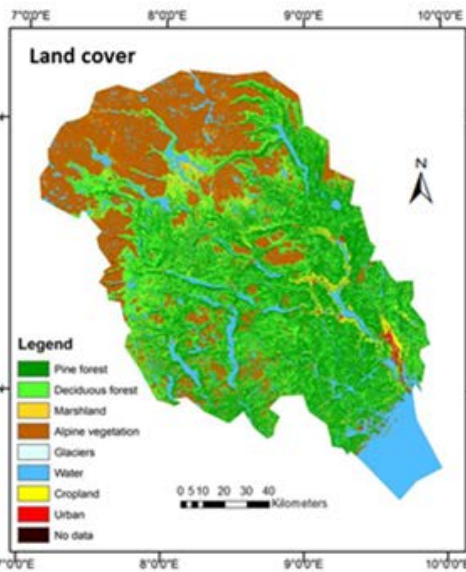 7°0'0"E 8°0'0"E 9°0'0"E 10°0'0"E
Land cover
N
Legend
Pine forest
Deciduous forest
Marshland
Alpine vegetation
Glaciers
Water
Cropland
Urban
No data
0 5 10 20 30 40
Kilometers
7°0'0"E 8°0'0"E 9°0'0"E 10°0'0"E